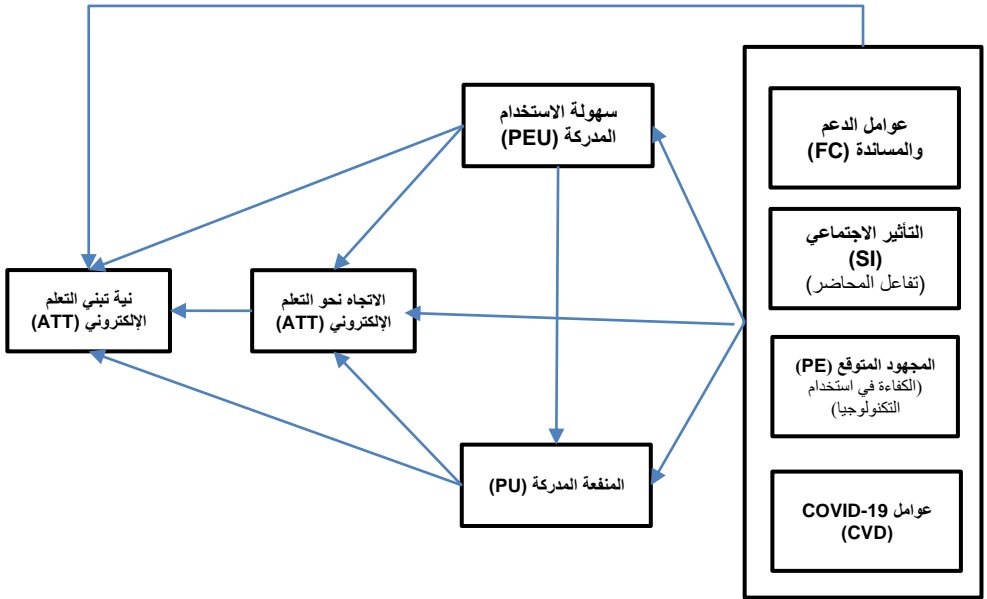 عوامل الدعم
والمساندة (FC)
التأثير الاجتماعي
(SI)
(تفاعل المحاضر)
المجهود المتوقع (PE)
(الكفاءة في استخدام
التكنولوجيا)
عوامل COVID-19
(CVD)
سهولة الاستخدام
المدركة (PEU)
المنفعة المدركة (PU)
الاتجاه نحو التعلم
الإلكتروني (ATT)
نية تبني التعلم
الإلكتروني (ATT)